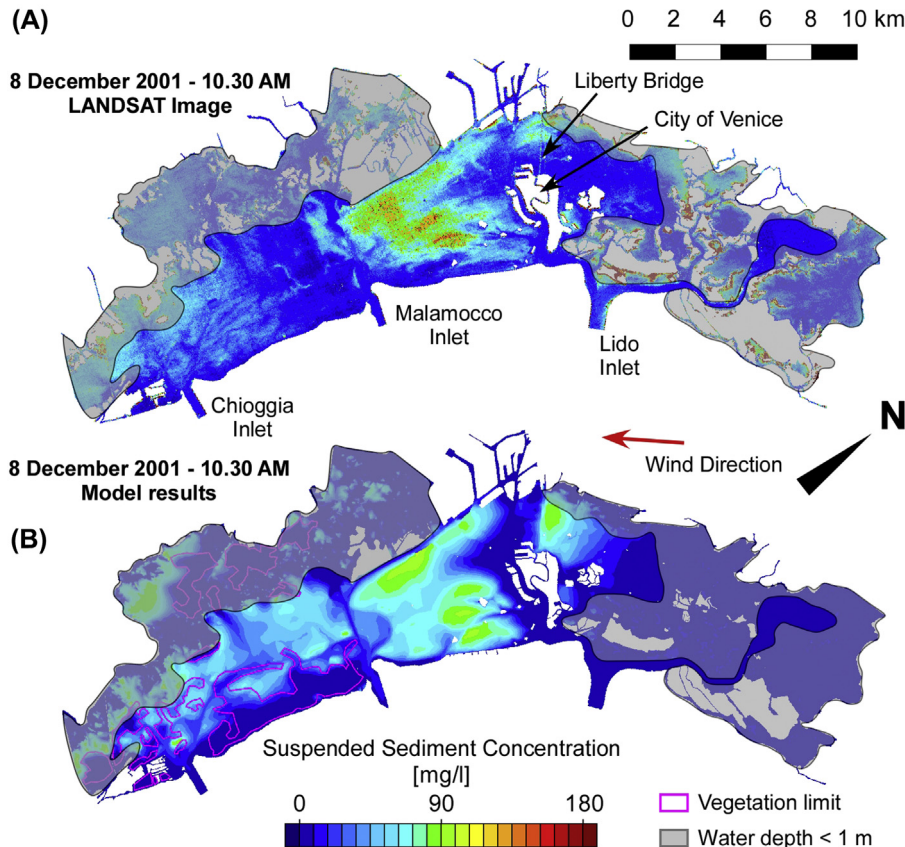 (A)
0 2 4 6 8 10 km
8 December 2001 - 10.30 AM
LANDSAT Image
Liberty Bridge
City of Venice
Malamocco
Inlet
Lido
Inlet
Chioggia
Inlet
N
Wind Direction
8 December 2001 - 10.30 AM
Model results
(B)
Suspended Sediment Concentration
[mg/l]
0 90 180
Vegetation limit
Water depth < 1 m